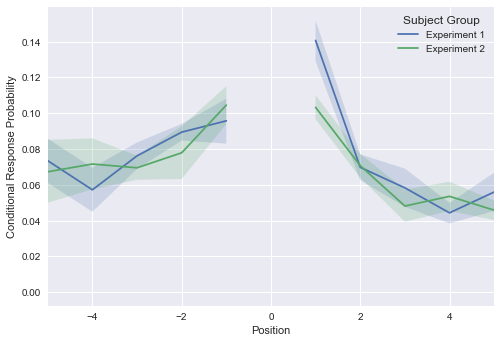 Subject Group
Experiment 1
Experiment 2
Conditional Response Probability
0.14
0.12
0.10
0.08
0.06
0.04
0.02
0.00
−4
−2
0
2
4
Position